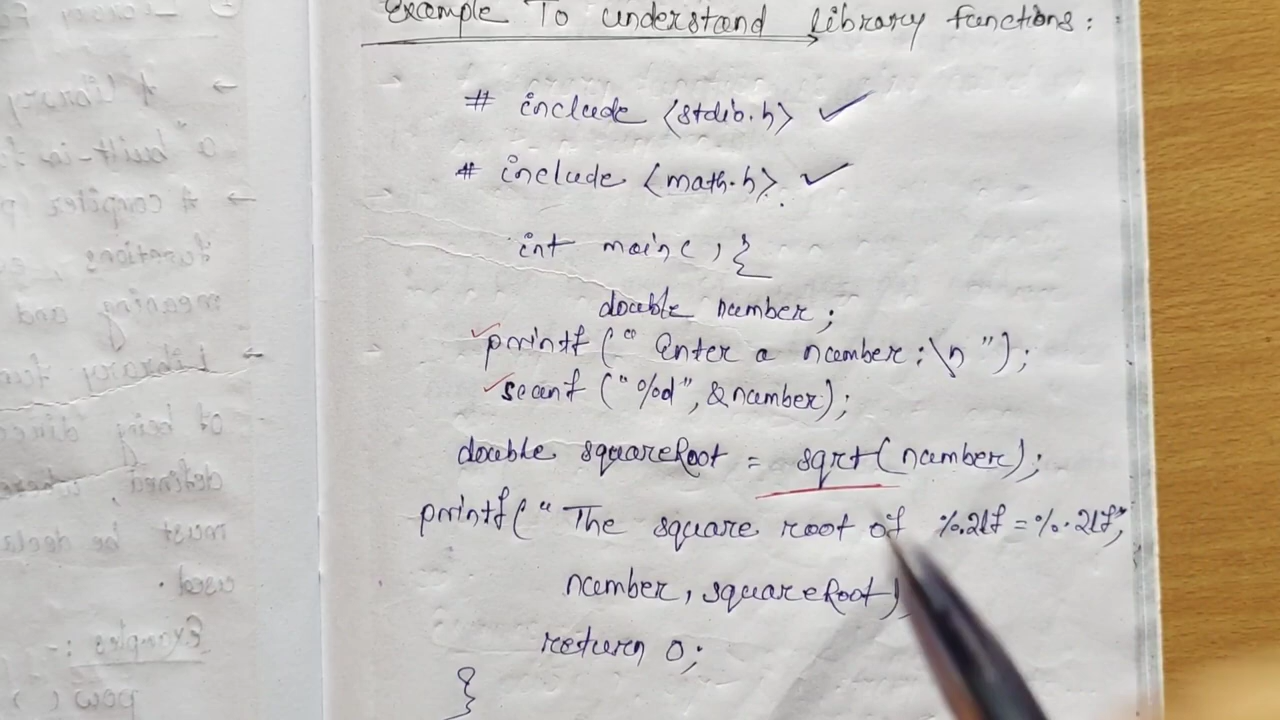 Example To understand library functions:
# include <stdib.h> ✓
# include <math.h> ✓
int main( ) {
double number;
printf (" Enter a number:\n ");
scanf ("%d", &number);
double squareRoot = sqrt(number);
printf(" The square root of %.2lf = %.2lf",
number, squareRoot)
return 0;
}